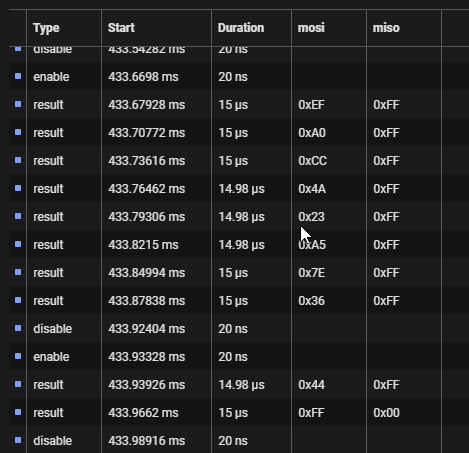 Type Start Duration mosi miso
disable 433.54282 ms 20 ns
enable 433.6698 ms 20 ns
result 433.67928 ms 15 µs 0xEF 0xFF
result 433.70772 ms 15 µs 0xA0 0xFF
result 433.73616 ms 15 µs 0xCC 0xFF
result 433.76462 ms 14.98 µs 0x4A 0xFF
result 433.79306 ms 14.98 µs 0x23 0xFF
result 433.8215 ms 14.98 µs 0xA5 0xFF
result 433.84994 ms 15 µs 0x7E 0xFF
result 433.87838 ms 15 µs 0x36 0xFF
disable 433.92404 ms 20 ns
enable 433.93328 ms 20 ns
result 433.93926 ms 14.98 µs 0x44 0xFF
result 433.9662 ms 15 µs 0xFF 0x00
disable 433.98916 ms 20 ns